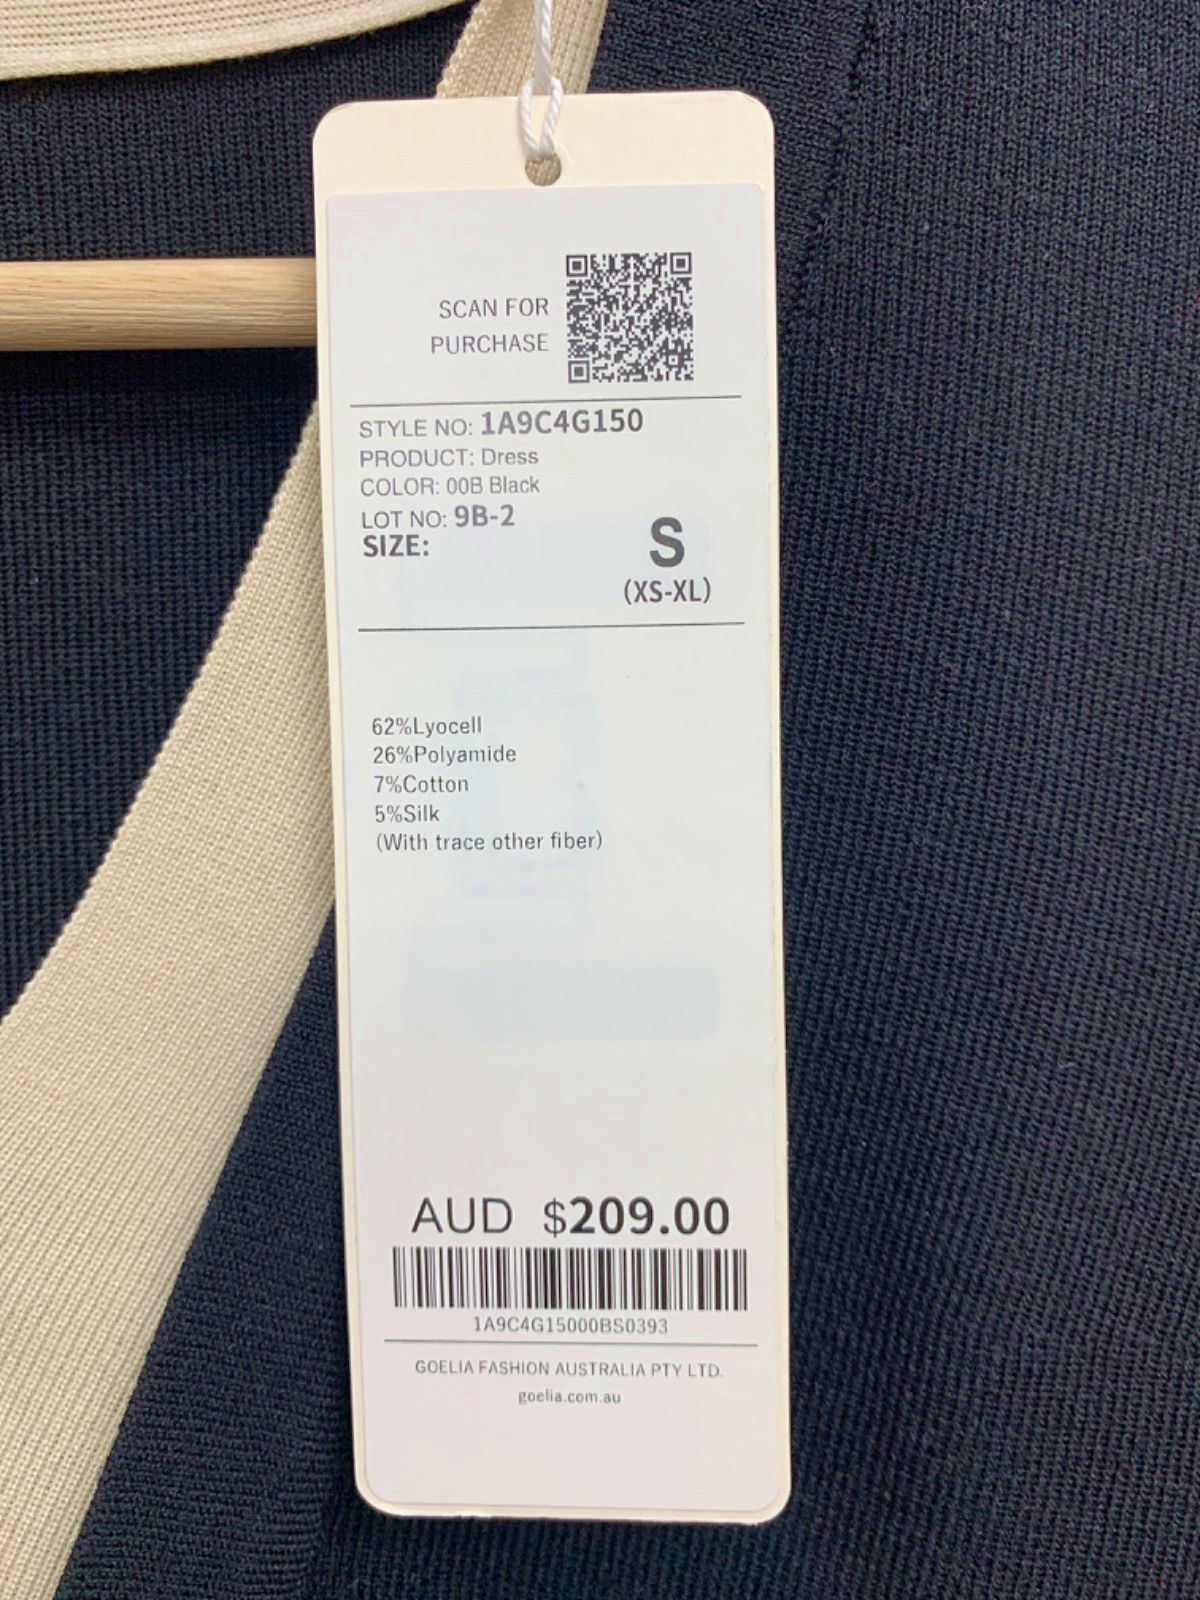 SCAN FOR
PURCHASE
STYLE NO: 1A9C4G150
PRODUCT: Dress
COLOR: 00B Black
LOT NO: 9B-2
SIZE:
S
(XS-XL)
62%Lyocell
26%Polyamide
7%Cotton
5%Silk
(With trace other fiber)
AUD $209.00
1A9C4G15000BS0393
GOELIA FASHION AUSTRALIA PTY LTD.
goelia.com.au